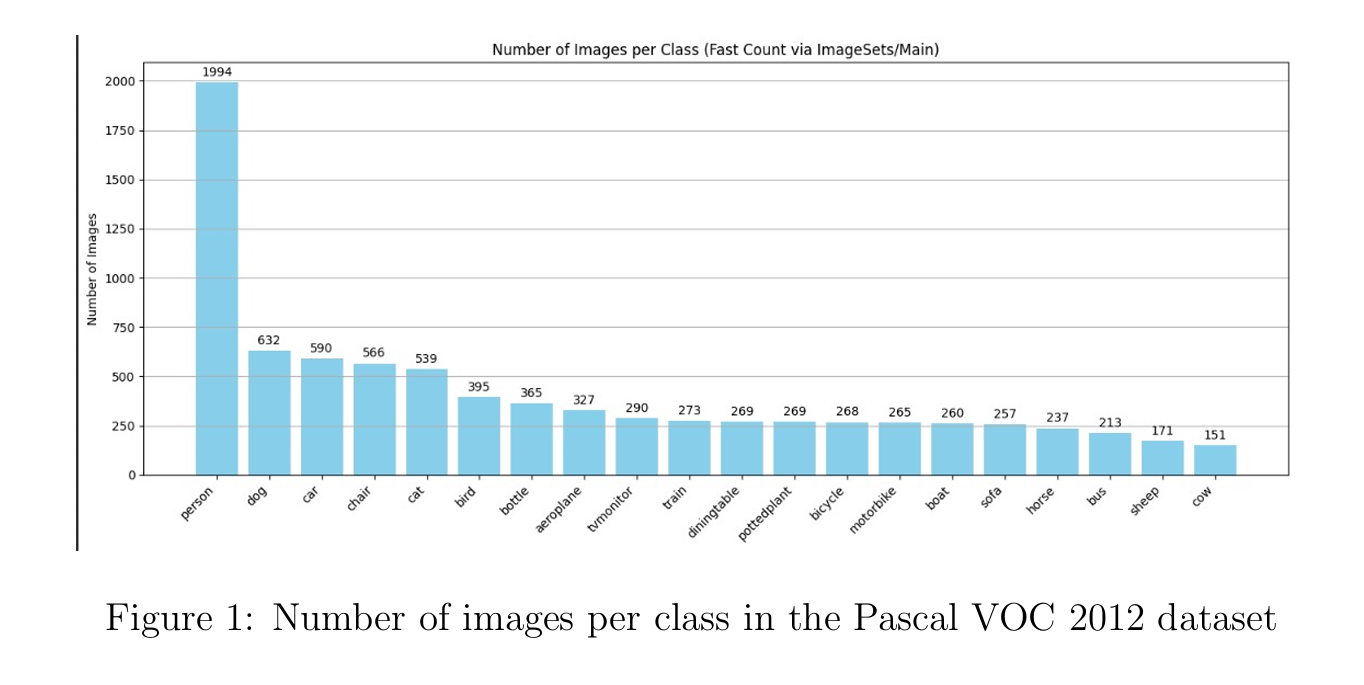 Number of Images per Class (Fast Count via ImageSets/Main)
Number of Images
2000
1750
1500
1250
1000
750
500
250
0
1994
632
590
566
539
395
365
327
290
273
269
269
268
265
260
257
237
213
171
151
person
dog
car
chair
cat
bird
bottle
aeroplane
tvmonitor
train
diningtable
pottedplant
bicycle
motorbike
boat
sofa
horse
bus
sheep
cow
Figure 1: Number of images per class in the Pascal VOC 2012 dataset